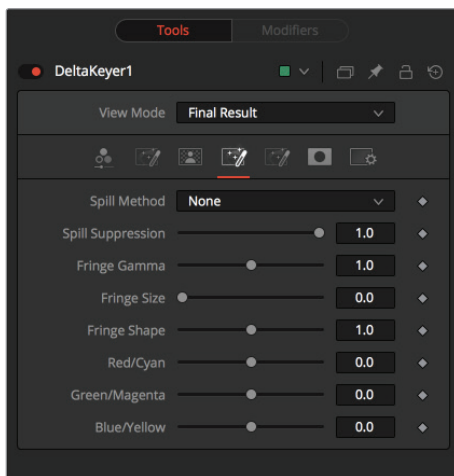 Tools Modifiers
DeltaKeyer1
View Mode Final Result
Spill Method None
Spill Suppression 1.0
Fringe Gamma 1.0
Fringe Size 0.0
Fringe Shape 1.0
Red/Cyan 0.0
Green/Magenta 0.0
Blue/Yellow 0.0